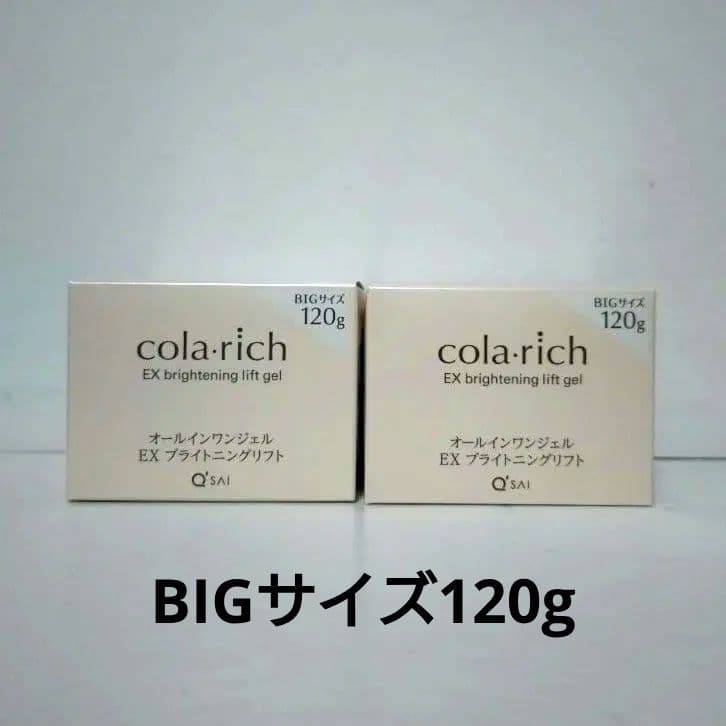 BIGサイズ
120g
cola・rich
EX brightening lift gel
オールインワンジェル
EX ブライトニングリフト
Q'SAI
BIGサイズ
120g
cola・rich
EX brightening lift gel
オールインワンジェル
EX ブライトニングリフト
Q'SAI
BIGサイズ120g